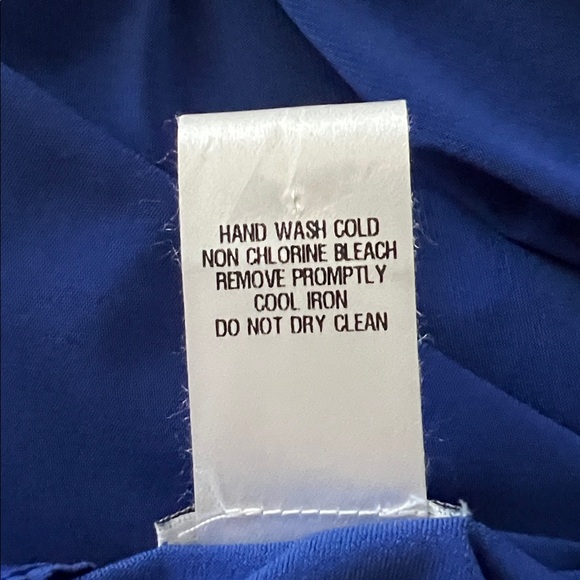 HAND WASH COLD
NON CHLORINE BLEACH
REMOVE PROMPTLY
COOL IRON
DO NOT DRY CLEAN